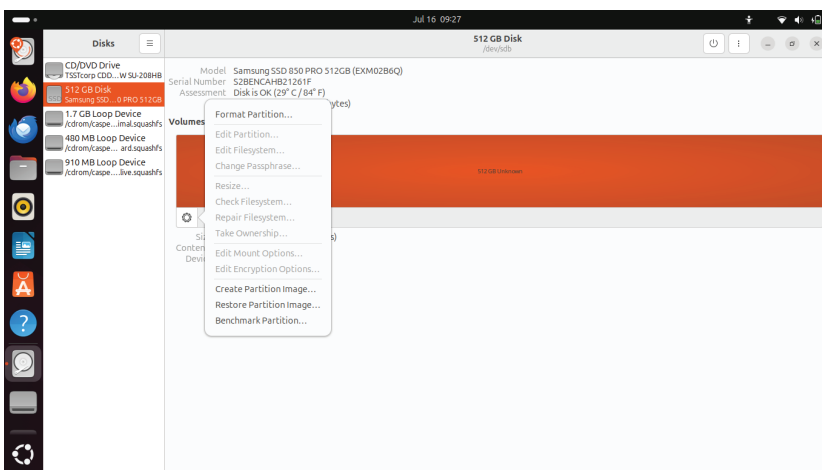 Jul 16 09:27
Disks
512 GB Disk
/dev/sdb
CD/DVD Drive
TSSTcorp CDD...W SU-208HB
512 GB Disk
Samsung SSD...0 PRO 512GB
1.7 GB Loop Device
/cdrom/caspe...imal.squashfs
480 MB Loop Device
/cdrom/caspe... ard.squashfs
910 MB Loop Device
/cdrom/caspe....live.squashfs
Model Samsung SSD 850 PRO 512GB (EXM02B6Q)
Serial Number S2BENCAHB21261F
Assessment Disk is OK (29° C / 84° F)
ytes)
Volumes
512 GB Unknown
Format Partition...
Edit Partition...
Edit Filesystem...
Change Passphrase...
Resize...
Check Filesystem...
Repair Filesystem...
Take Ownership...
Edit Mount Options...
Edit Encryption Options...
Create Partition Image...
Restore Partition Image...
Benchmark Partition...
Si
s)
Conten
Devi